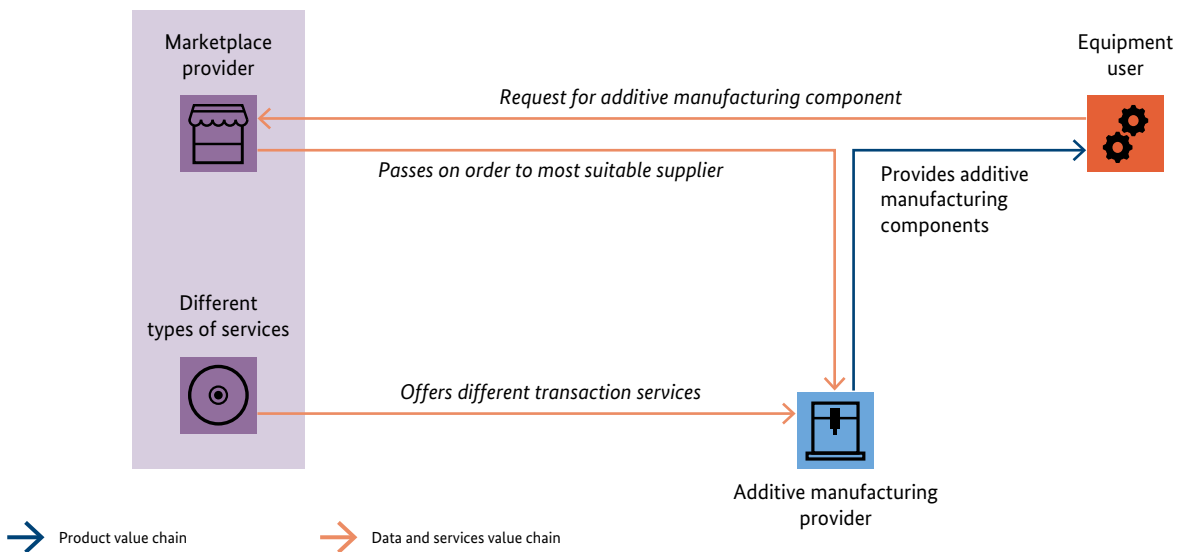 Marketplace
provider
Equipment
user
Request for additive manufacturing component
Passes on order to most suitable supplier
Provides additive
manufacturing
components
Different
types of services
Offers different transaction services
Additive manufacturing
provider
Product value chain
Data and services value chain